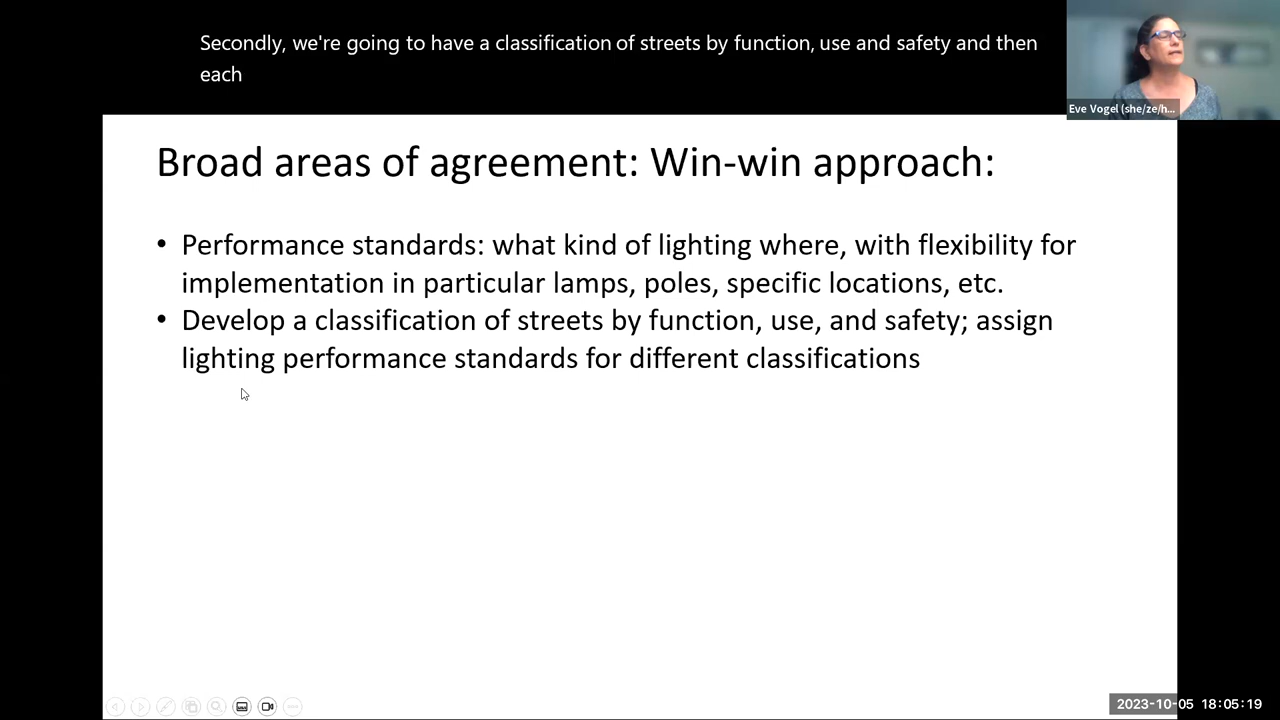 Secondly, we're going to have a classification of streets by function, use and safety and then
each
Eve Vogel (she/ze/h...
Broad areas of agreement: Win-win approach:
• Performance standards: what kind of lighting where, with flexibility for
implementation in particular lamps, poles, specific locations, etc.
• Develop a classification of streets by function, use, and safety; assign
lighting performance standards for different classifications
2023-10-05 18:05:19